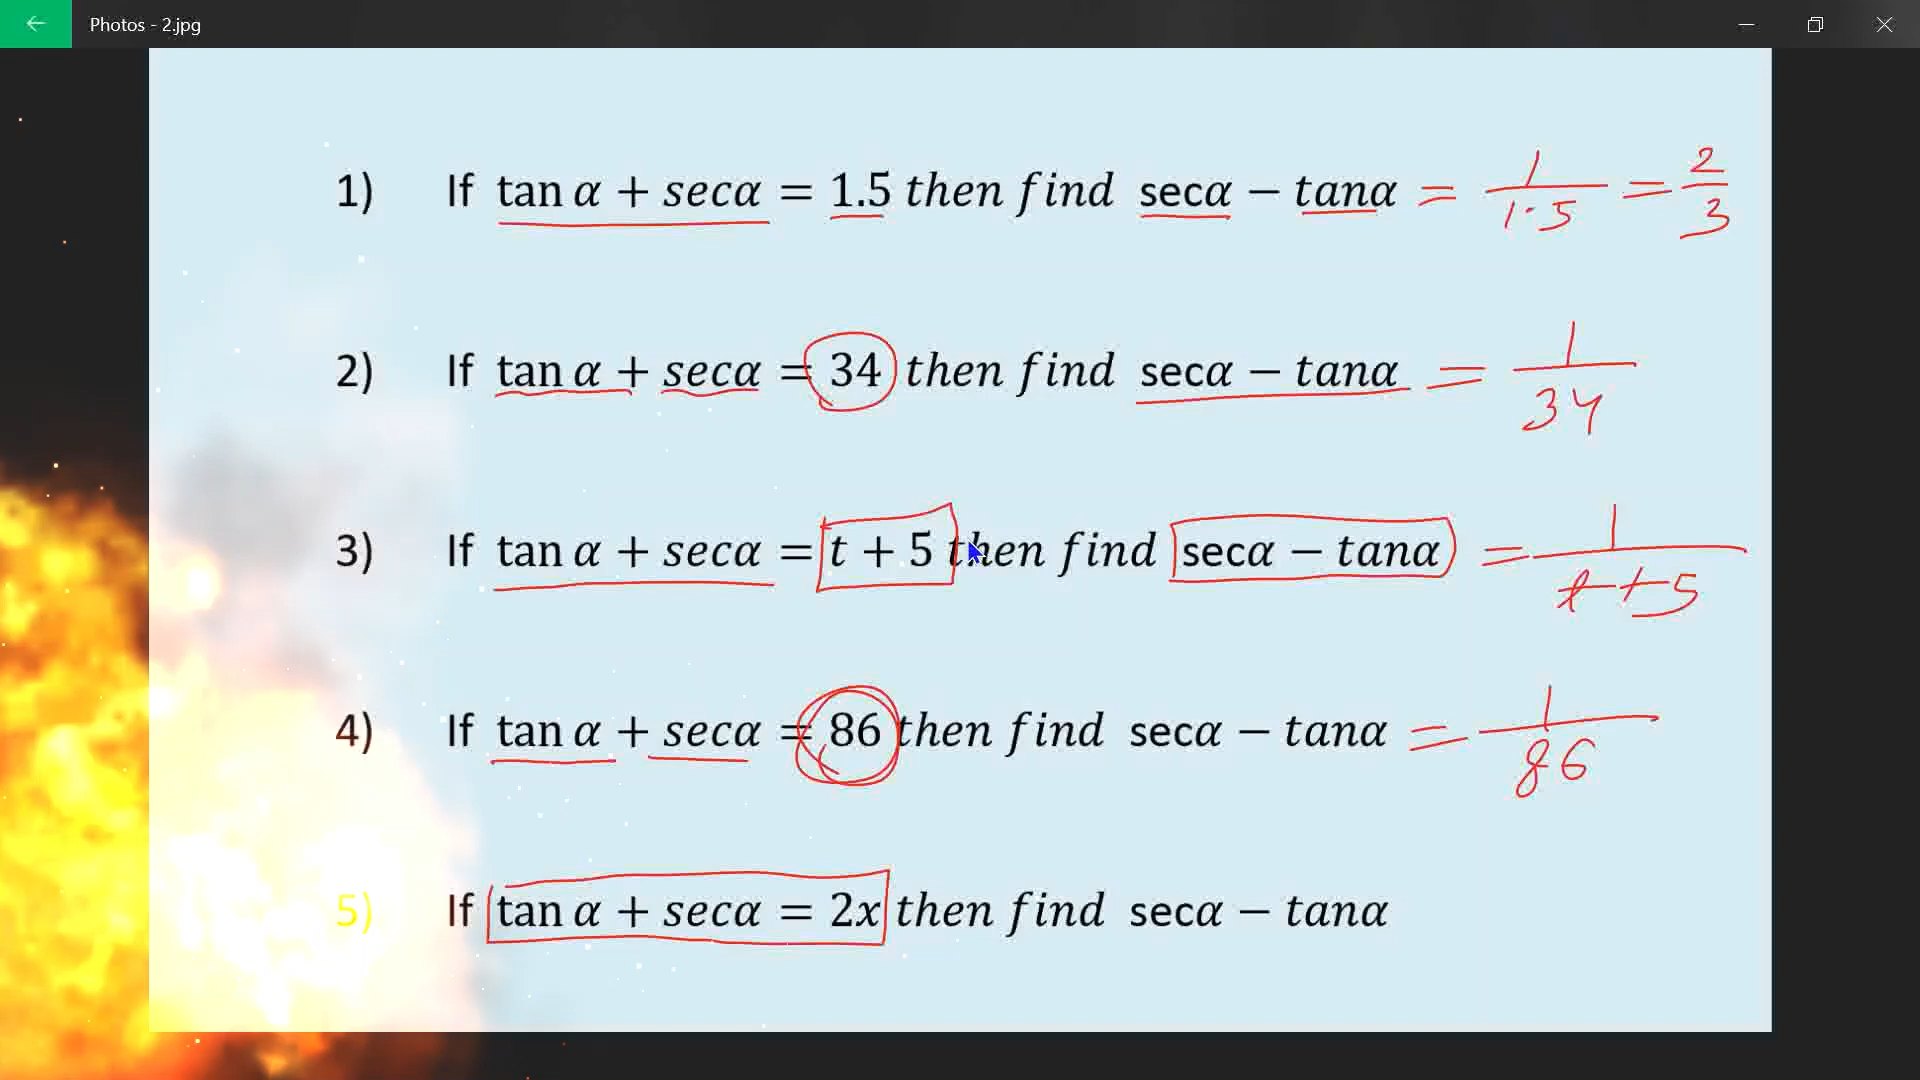 Photos - 2.jpg
1) If tan α + secα = 1.5 then find secα − tanα = 1/1.5 = 2/3
2) If tan α + secα = 34 then find secα − tanα = 1/34
3) If tan α + secα = t + 5 then find secα − tanα = 1/t+5
4) If tan α + secα = 86 then find secα − tanα = 1/86
5) If tan α + secα = 2x then find secα − tanα